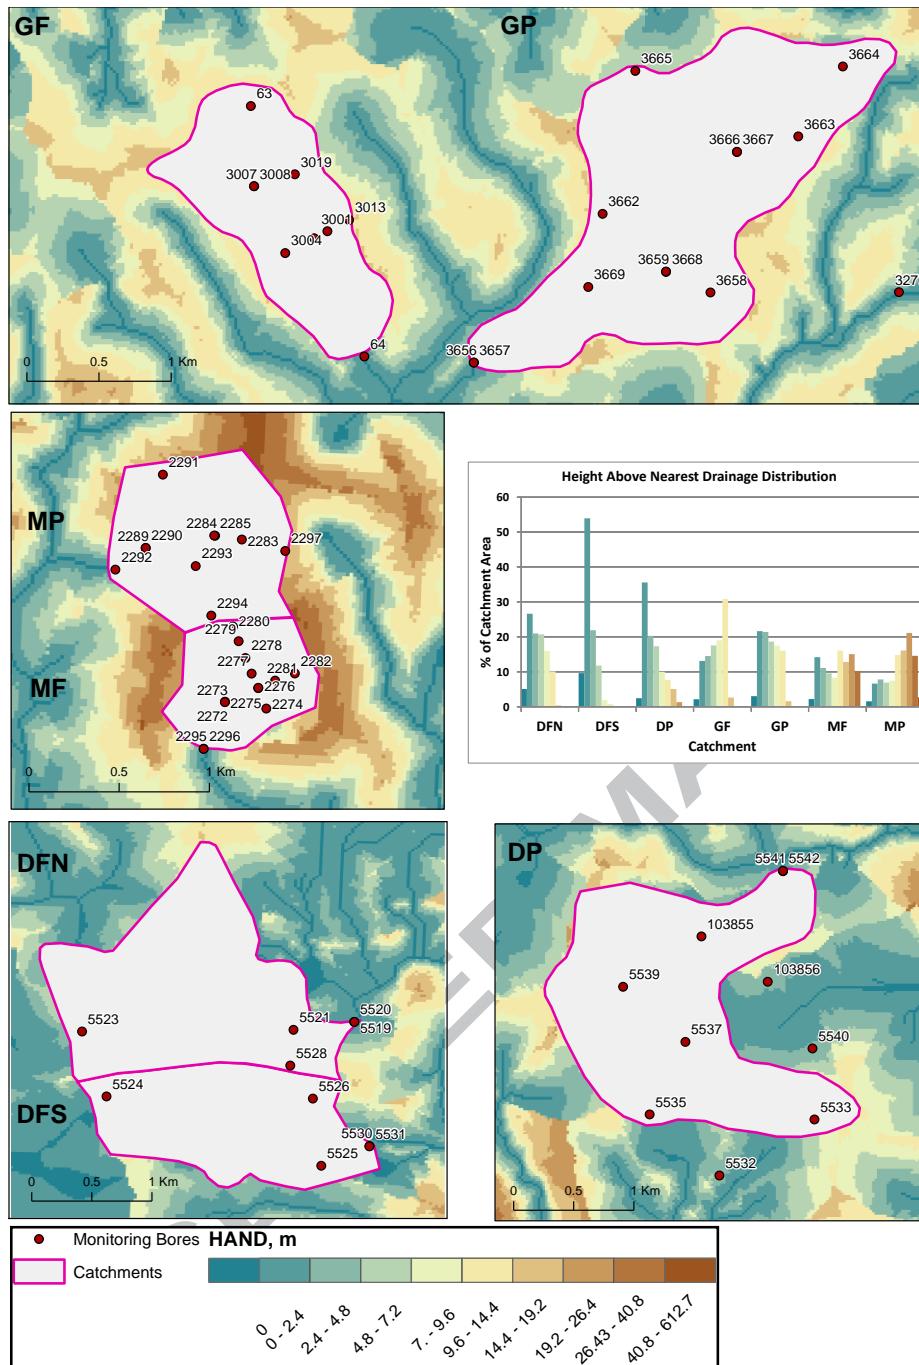 GF
GP
3665
3664
63
3663
3666 3667
3019
3007 3008
3013
3001
3662
3004
3659 3668
3669
3658
327
64
3656 3657
0 0.5 1 Km
MP
2291
2284 2285
2289 2290
2283
2297
2293
2292
2294
2280
2279
2278
2277
2281
2282
MF
2273
2276
2275
2274
2272
2295 2296
0 0.5 1 Km
Height Above Nearest Drainage Distribution
% of Catchment Area
60
50
40
30
20
10
0
DFN DFS DP GF GP MF MP
Catchment
DFN
5523
5521
5520
5519
5528
5524
5526
DFS
5530 5531
5525
0 0.5 1 Km
DP
5541 5542
103855
5539
103856
5537
5540
5535
5533
5532
0 0.5 1 Km
Monitoring Bores
Catchments
HAND, m
0
0 - 2.4
2.4 - 4.8
4.8 - 7.2
7. - 9.6
9.6 - 14.4
14.4 - 19.2
19.2 - 26.4
26.43 - 40.8
40.8 - 612.7